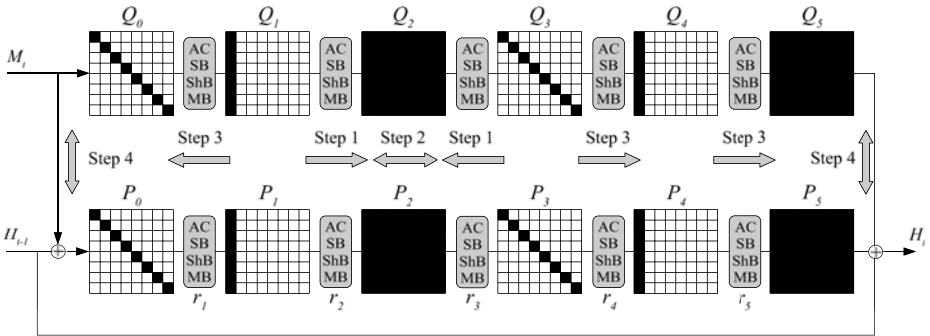 Q₀ Q₁ Q₂ Q₃ Q₄ Q₅
Mₜ
AC AC AC AC AC
SB SB SB SB SB
ShB ShB ShB ShB ShB
MB MB MB MB MB
Step 4 Step 3 Step 1 Step 2 Step 1 Step 3 Step 3 Step 4
P₀ P₁ P₂ P₃ P₄ P₅
Hₜ₋₁ Hₜ
AC AC AC AC AC
SB SB SB SB SB
ShB ShB ShB ShB ShB
MB MB MB MB MB
r₁ r₂ r₃ r₄ r₅